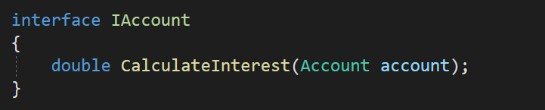 interface IAccount
{
    double CalculateInterest(Account account);
}